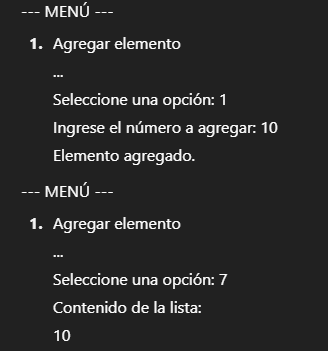 --- MENÚ ---
1. Agregar elemento
...
Seleccione una opción: 1
Ingrese el número a agregar: 10
Elemento agregado.
--- MENÚ ---
1. Agregar elemento
...
Seleccione una opción: 7
Contenido de la lista:
10